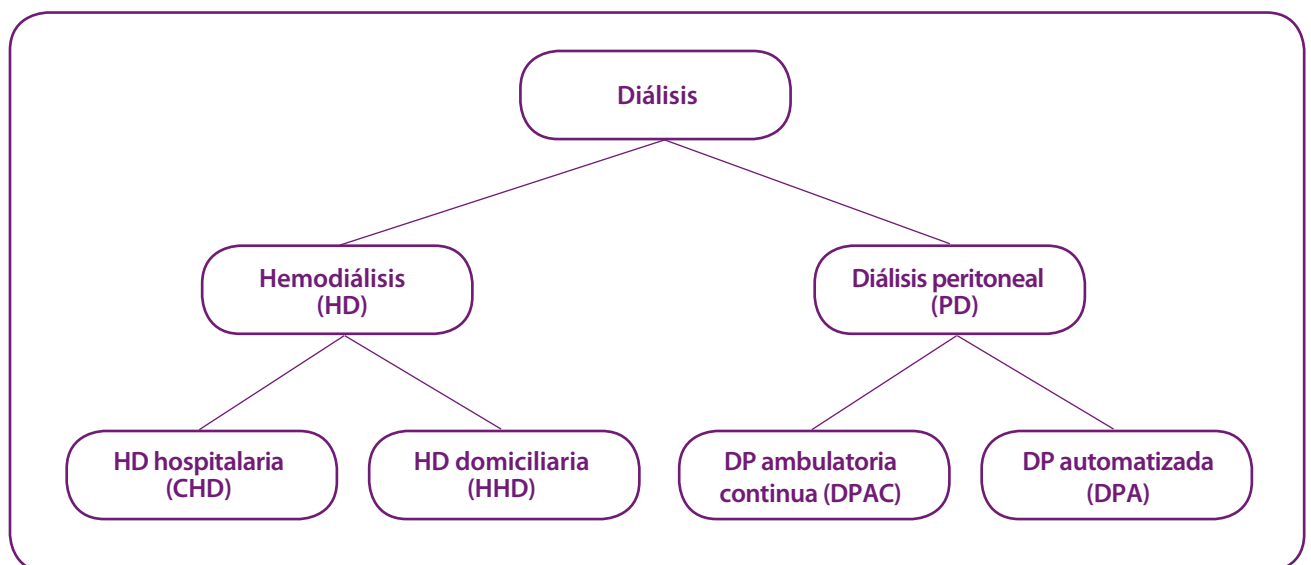 Diálisis
Hemodiálisis
(HD)
Diálisis peritoneal
(PD)
HD hospitalaria
(CHD)
HD domiciliaria
(HHD)
DP ambulatoria
continua (DPAC)
DP automatizada
(DPA)